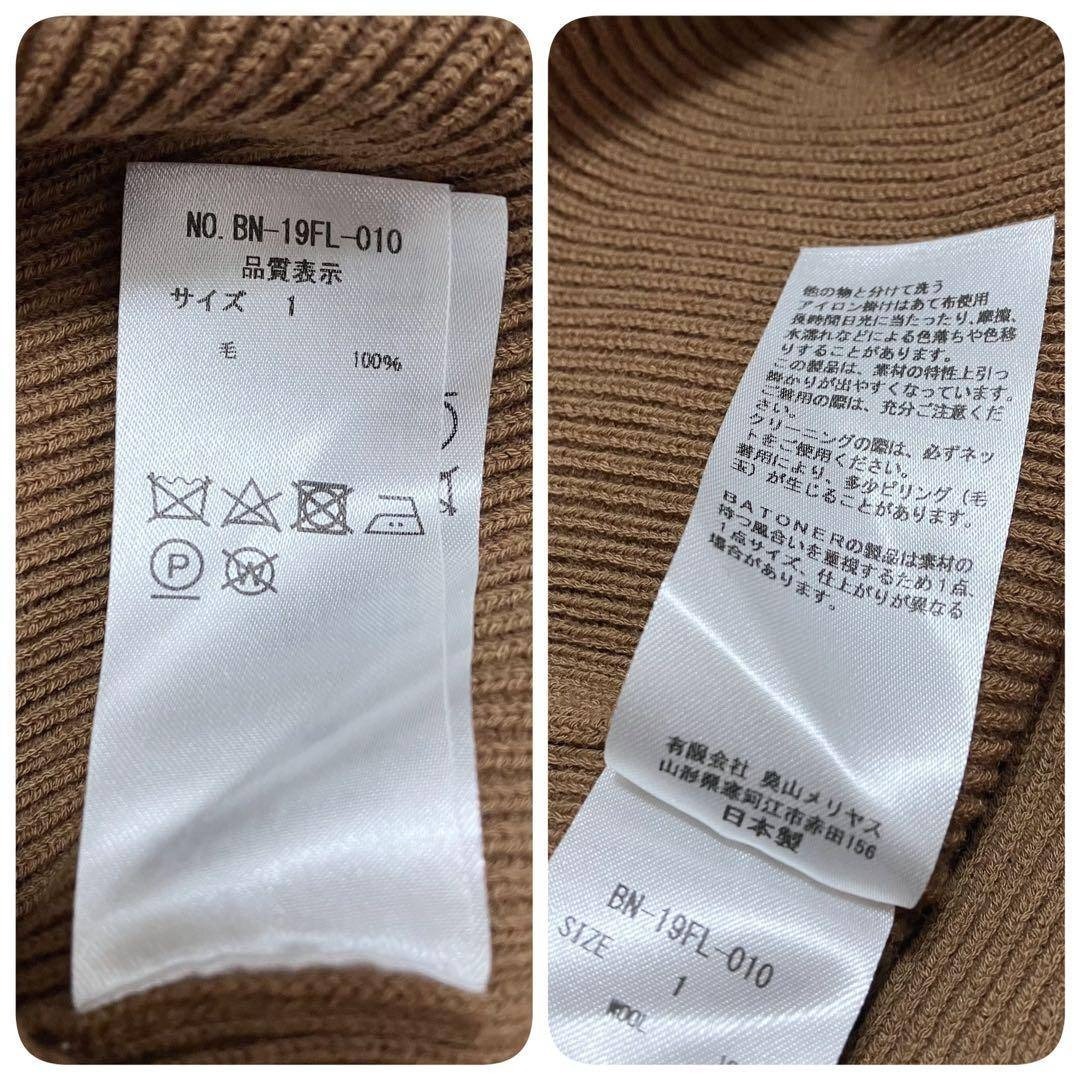 NO. BN-19FL-010
品質表示
サイズ 1
毛 100%
P
W
他の物と分けて洗う
アイロン掛けはあて布使用
長時間日光に当たったり、摩擦、
水濡れなどによる色落ちや色移
りすることがあります。
この製品は、素材の特性上引っ
掛かりが出やすくなっています。
ご着用の際は、充分ご注意くだ
さい。
クリーニングの際は、必ずネッ
トをご使用ください。
着用により、多少ピリング(毛
玉)が生じることがあります。
BATONERの製品は素材の
持つ風合いを重視するため1点、
1点サイズ、仕上がりが異なる
場合があります。
有限会社 奥山メリヤス
山形県寒河江市赤田156
日本製
BN-19FL-010
SIZE 1
WOOL